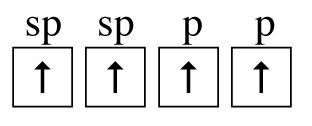 sp sp p p
↑ ↑ ↑ ↑